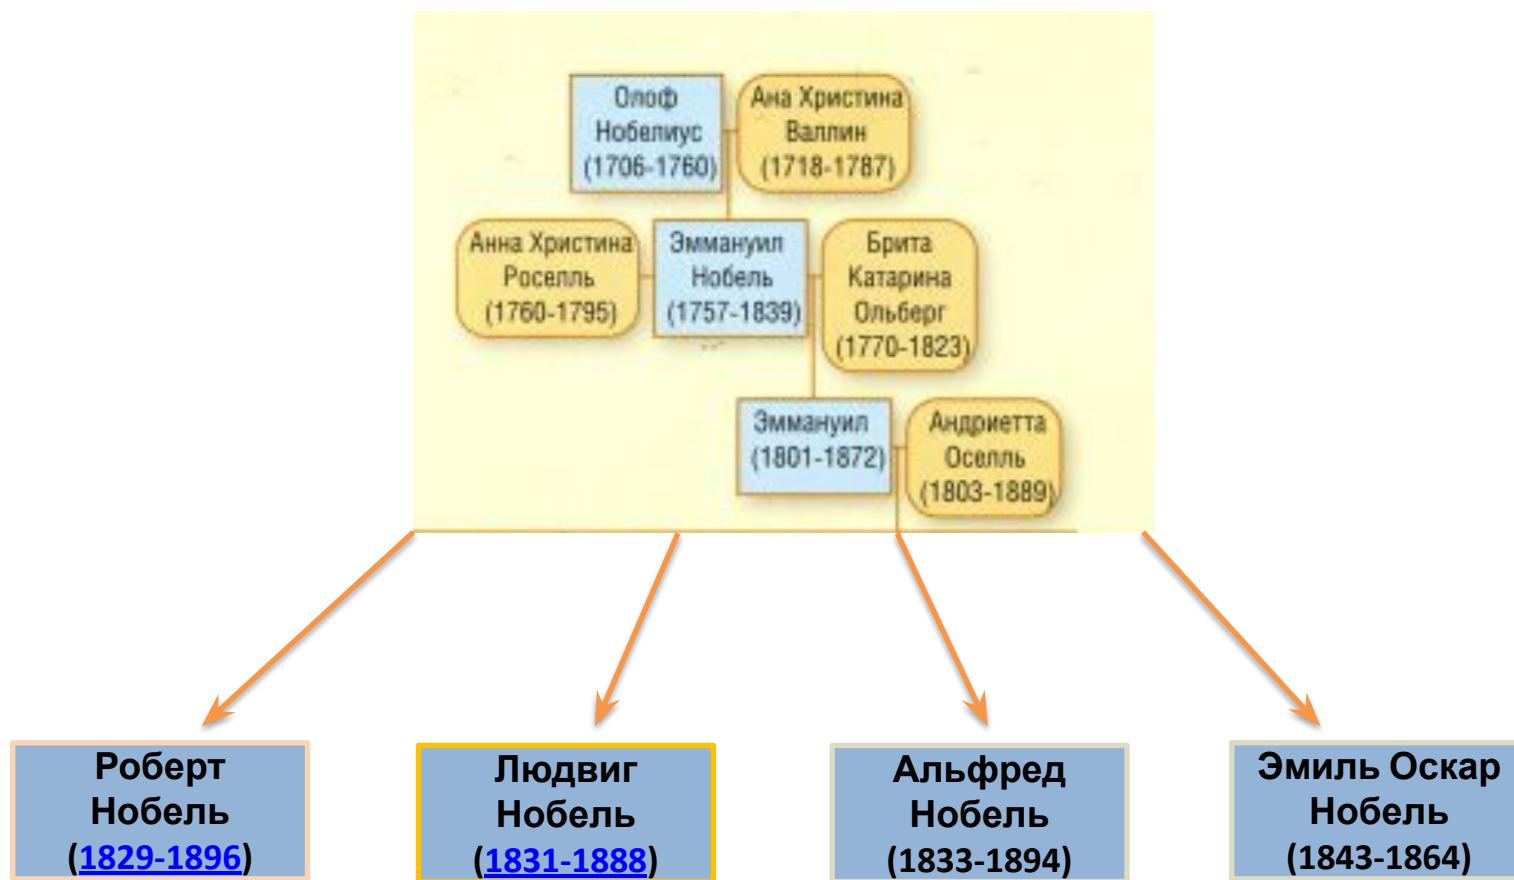 Олоф
Нобелиус
(1706-1760)
Ана Христина
Валлин
(1718-1787)
Анна Христина
Роселль
(1760-1795)
Эммануил
Нобель
(1757-1839)
Брита
Катарина
Ольберг
(1770-1823)
Эммануил
(1801-1872)
Андриетта
Оселль
(1803-1889)
Роберт
Нобель
(1829-1896)
Людвиг
Нобель
(1831-1888)
Альфред
Нобель
(1833-1894)
Эмиль Оскар
Нобель
(1843-1864)